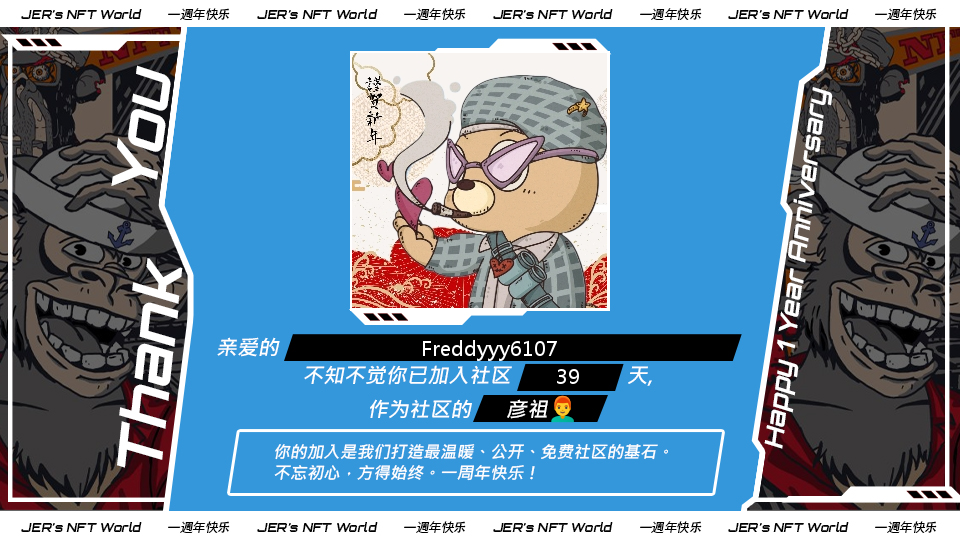 JER's NFT World 一週年快乐 JER's NFT World 一週年快乐 JER's NFT World 一週年快乐 JER's NFT World 一週年快乐
Thank You
謹賀新年
Happy 1 Year Anniversary
亲爱的 Freddyyy6107
不知不觉你已加入社区 39 天,
作为社区的 彦祖👨‍🦰
你的加入是我们打造最温暖、公开、免费社区的基石。
不忘初心，方得始终。一周年快乐！
JER's NFT World 一週年快乐 JER's NFT World 一週年快乐 JER's NFT World 一週年快乐 JER's NFT World 一週年快乐